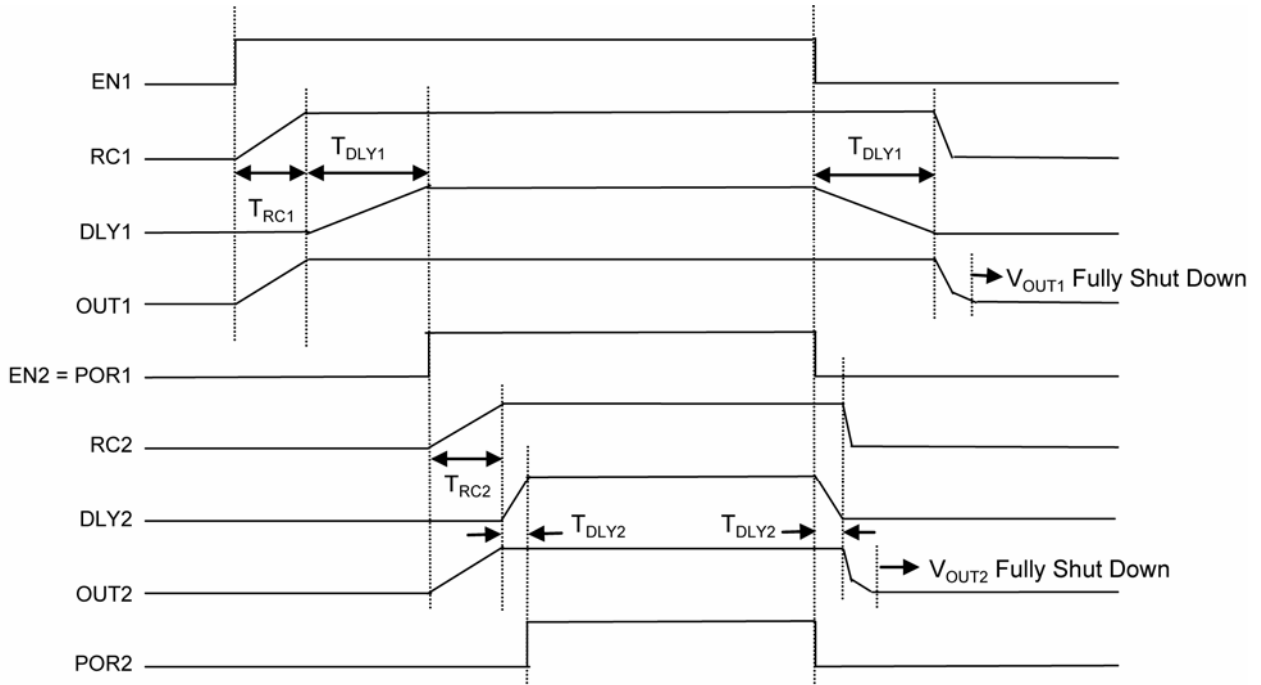 EN1
RC1
T_DLY1
T_DLY1
T_RC1
DLY1
OUT1
V_OUT1 Fully Shut Down
EN2 = POR1
RC2
T_RC2
DLY2
T_DLY2
T_DLY2
OUT2
V_OUT2 Fully Shut Down
POR2